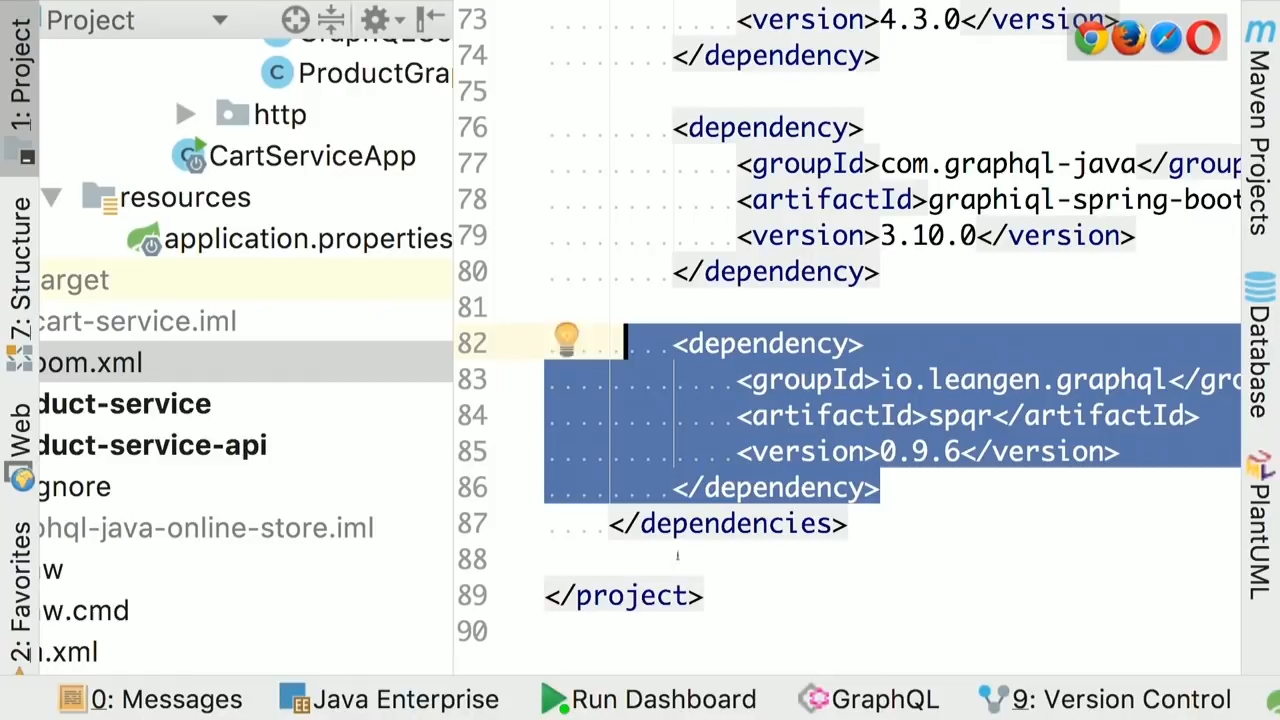 1: Project
Z: Structure
Web
2: Favorites
Project
ProductGra
http
CartServiceApp
resources
application.properties
arget
cart-service.iml
pom.xml
duct-service
duct-service-api
gnore
phql-java-online-store.iml
w
w.cmd
.xml
73 <version>4.3.0</version>
74 </dependency>
75
76 <dependency>
77 <groupId>com.graphql-java</group
78 <artifactId>graphiql-spring-boot
79 <version>3.10.0</version>
80 </dependency>
81
82 <dependency>
83 <groupId>io.leangen.graphql</gro
84 <artifactId>spqr</artifactId>
85 <version>0.9.6</version>
86 </dependency>
87 </dependencies>
88
89 </project>
90
Maven Projects
Database
PlantUML
0: Messages
Java Enterprise
Run Dashboard
GraphQL
9: Version Control